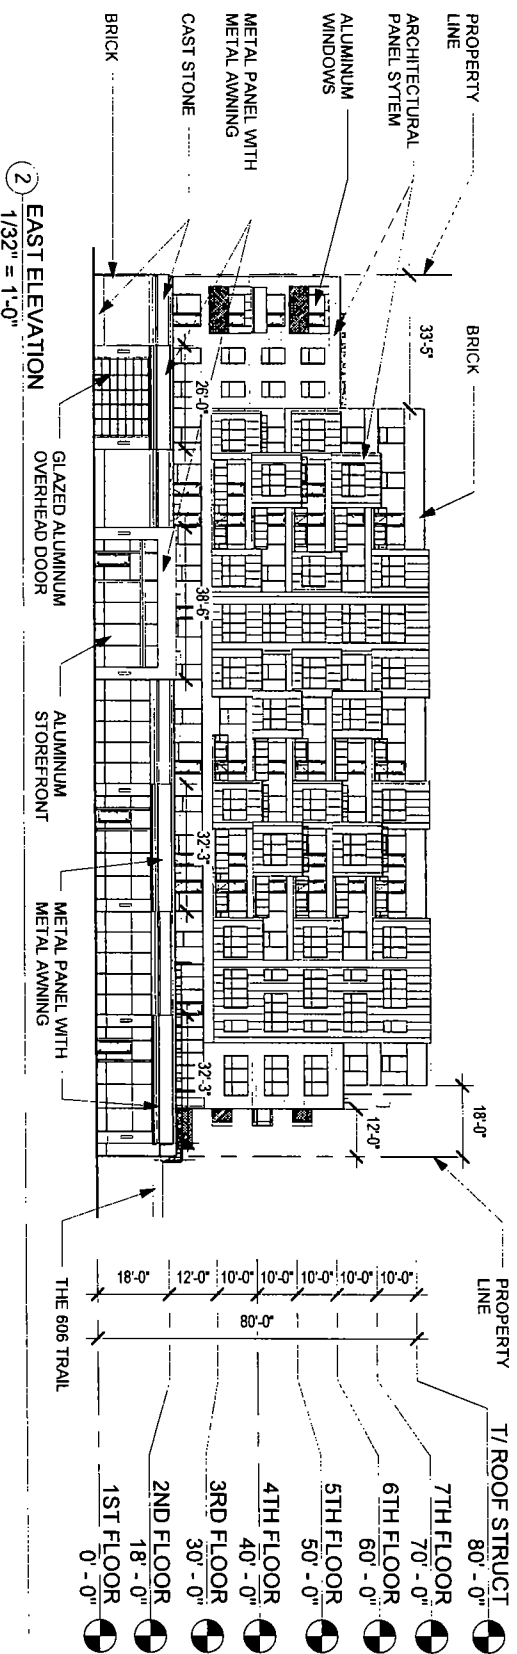 PROPERTY
LINE
ARCHITECTURAL
PANEL SYTEM
ALUMINUM
WINDOWS
METAL PANEL WITH
METAL AWNING
CAST STONE
BRICK
33'-5"
BRICK
26'-0"
38'-6"
32'-3"
32'-3"
18'-0"
12'-0"
PROPERTY
LINE
THE 606 TRAIL
GLAZED ALUMINUM
OVERHEAD DOOR
ALUMINUM
STOREFRONT
METAL PANEL WITH
METAL AWNING
10'-0"
10'-0"
10'-0"
10'-0"
10'-0"
12'-0"
18'-0"
80'-0"
T/ ROOF STRUCT
80' - 0"
7TH FLOOR
70' - 0"
6TH FLOOR
60' - 0"
5TH FLOOR
50' - 0"
4TH FLOOR
40' - 0"
3RD FLOOR
30' - 0"
2ND FLOOR
18' - 0"
1ST FLOOR
0' - 0"
2 EAST ELEVATION
1/32" = 1'-0"